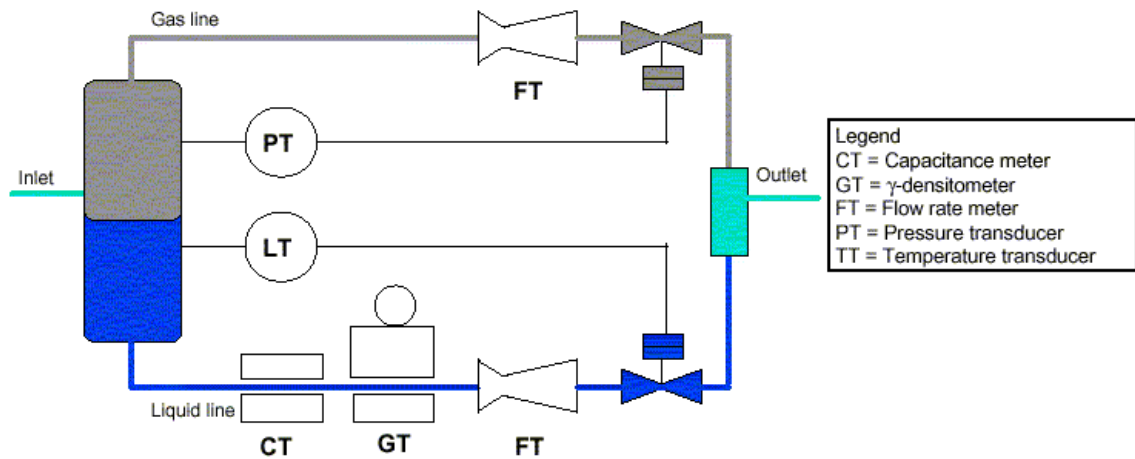 Gas line
FT
PT
Inlet
LT
Liquid line
CT
GT
FT
Outlet
Legend
CT = Capacitance meter
GT = γ-densitometer
FT = Flow rate meter
PT = Pressure transducer
TT = Temperature transducer